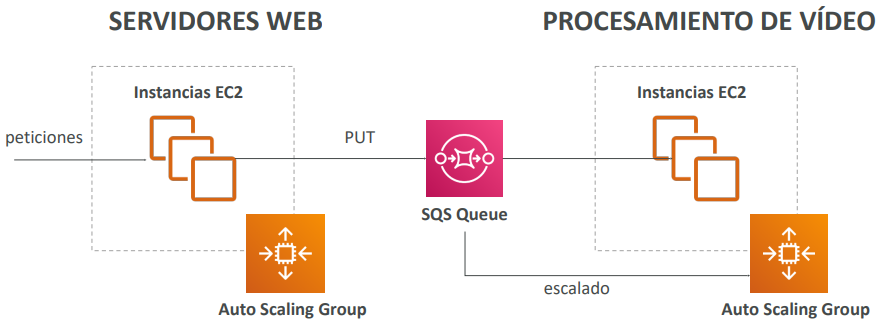 SERVIDORES WEB
PROCESAMIENTO DE VÍDEO
Instancias EC2
Instancias EC2
peticiones
PUT
SQS Queue
escalado
Auto Scaling Group
Auto Scaling Group